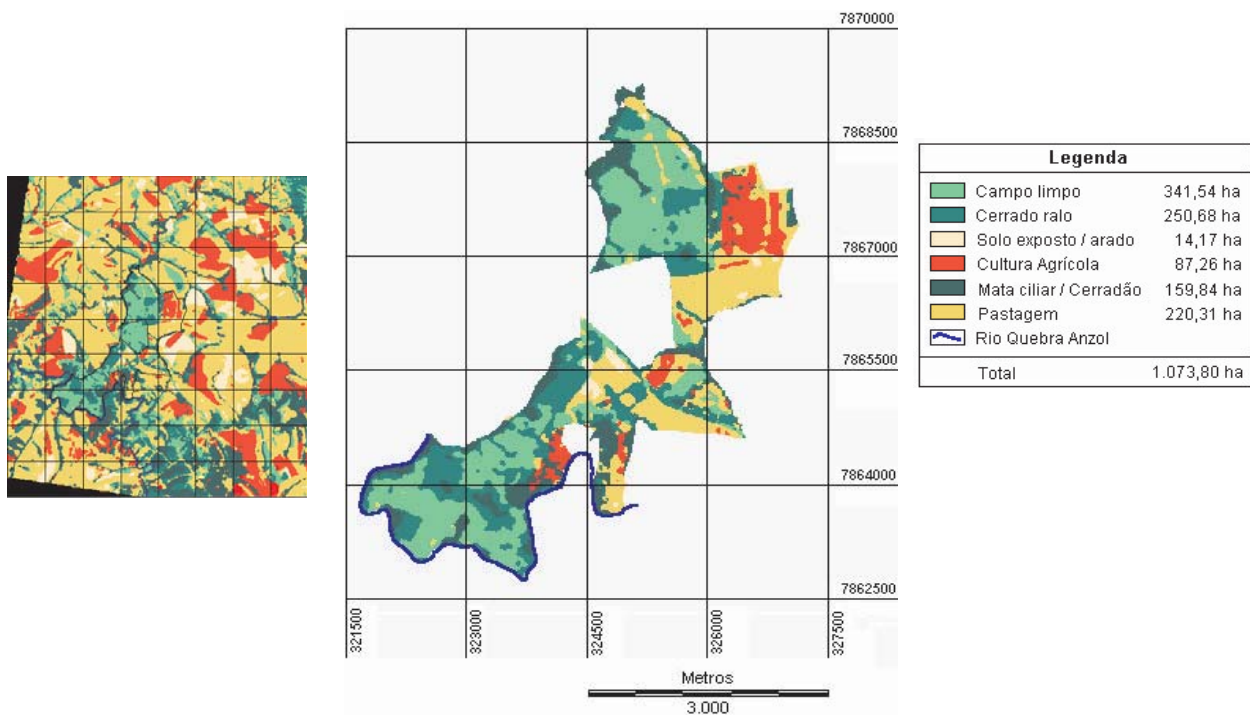 7870000
7868500
7867000
7865500
7864000
7862500
321500
323000
324500
326000
327500
Metros
3.000
Legenda
Campo limpo 341,54 ha
Cerrado ralo 250,68 ha
Solo exposto / arado 14,17 ha
Cultura Agrícola 87,26 ha
Mata ciliar / Cerradão 159,84 ha
Pastagem 220,31 ha
Rio Quebra Anzol
Total 1.073,80 ha